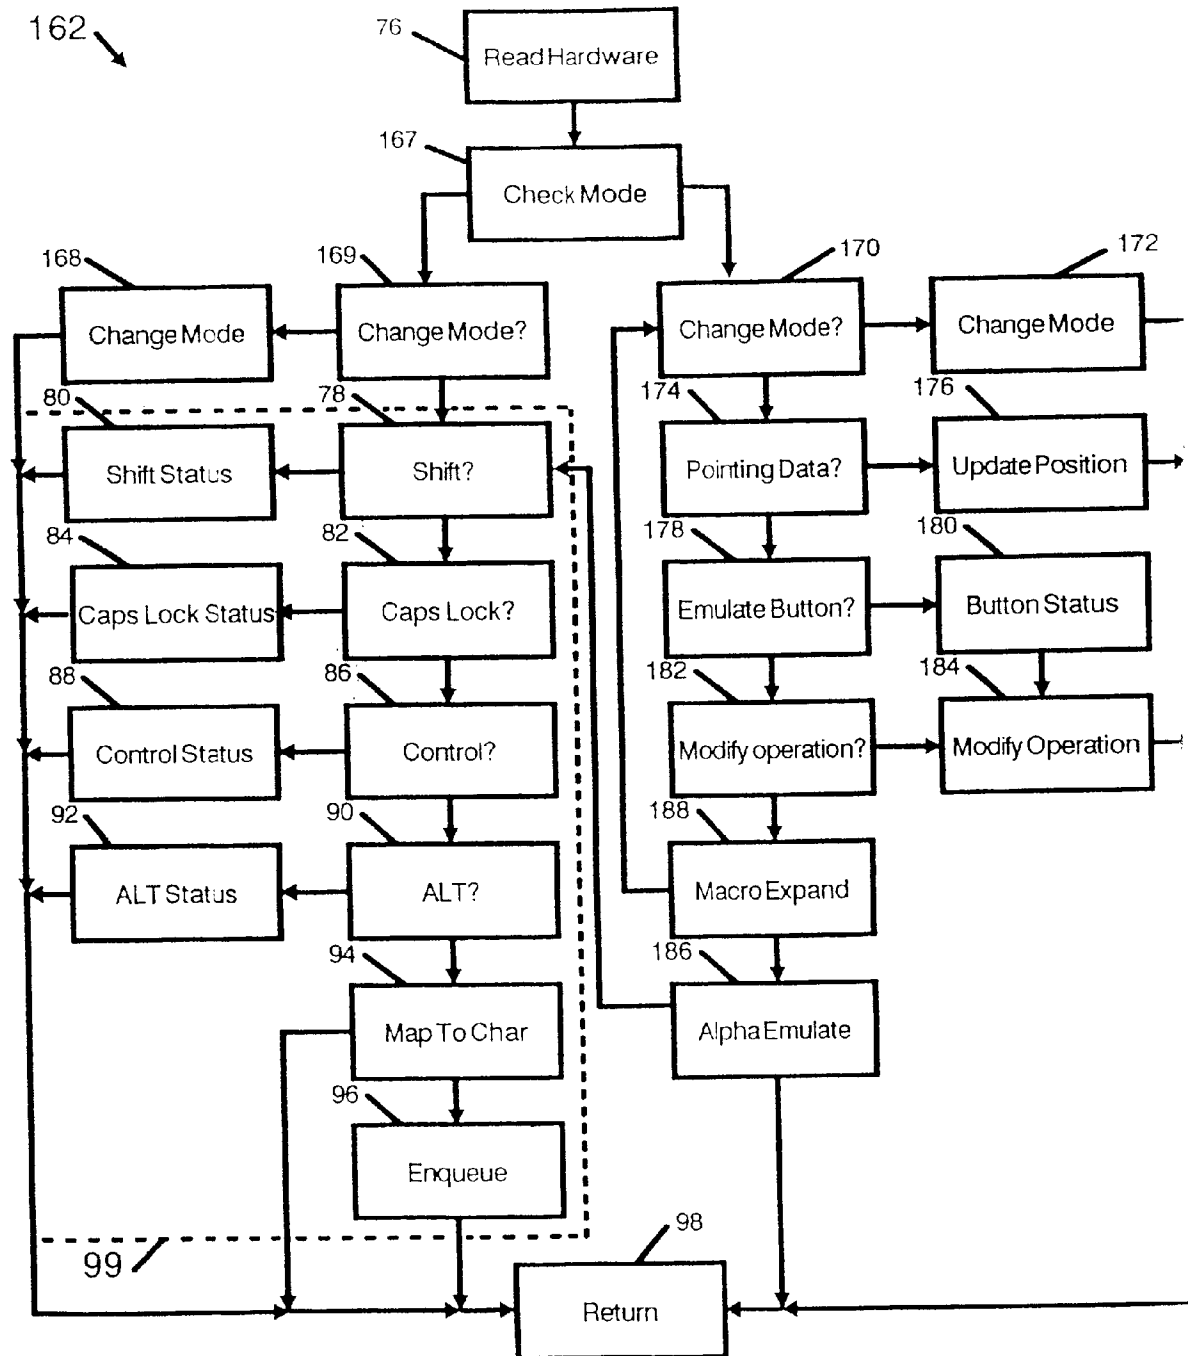 162
76
Read Hardware
167
Check Mode
168
169
170
172
Change Mode
Change Mode?
Change Mode?
Change Mode
80
78
174
176
Shift Status
Shift?
Pointing Data?
Update Position
84
82
178
180
Caps Lock Status
Caps Lock?
Emulate Button?
Button Status
88
86
182
184
Control Status
Control?
Modify operation?
Modify Operation
92
90
188
ALT Status
ALT?
Macro Expand
94
186
Map To Char
Alpha Emulate
96
Enqueue
99
98
Return